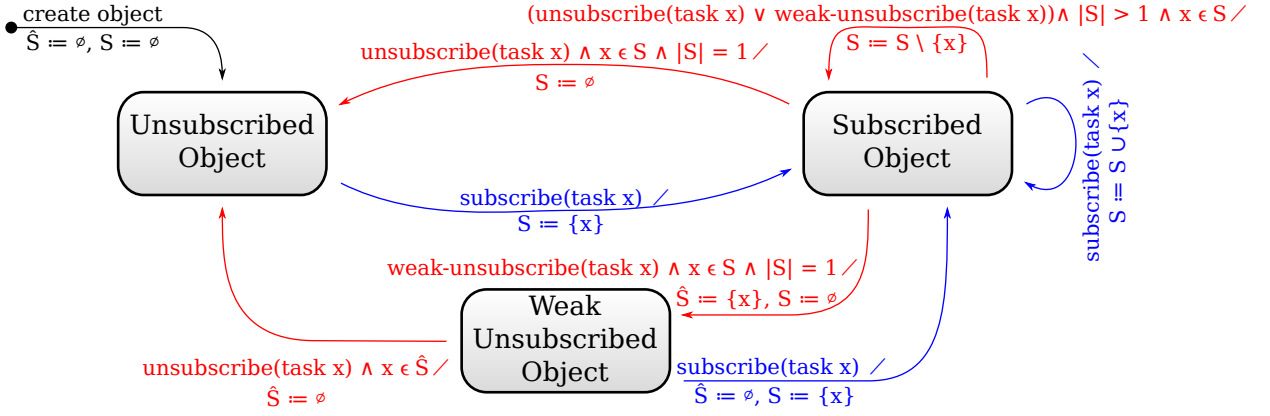 create object
Ŝ ≔ ∅, S ≔ ∅
(unsubscribe(task x) ∨ weak-unsubscribe(task x))∧ |S| > 1 ∧ x ϵ S ∕
S ≔ S \ {x}
unsubscribe(task x) ∧ x ϵ S ∧ |S| = 1 ∕
S ≔ ∅
Unsubscribed
Object
Subscribed
Object
subscribe(task x) ∕
S ≔ S ∪{x}
subscribe(task x) ∕
S ≔ {x}
weak-unsubscribe(task x) ∧ x ϵ S ∧ |S| = 1 ∕
Ŝ ≔ {x}, S ≔ ∅
Weak
Unsubscribed
Object
unsubscribe(task x) ∧ x ϵ Ŝ ∕
Ŝ ≔ ∅
subscribe(task x) ∕
Ŝ ≔ ∅, S ≔ {x}